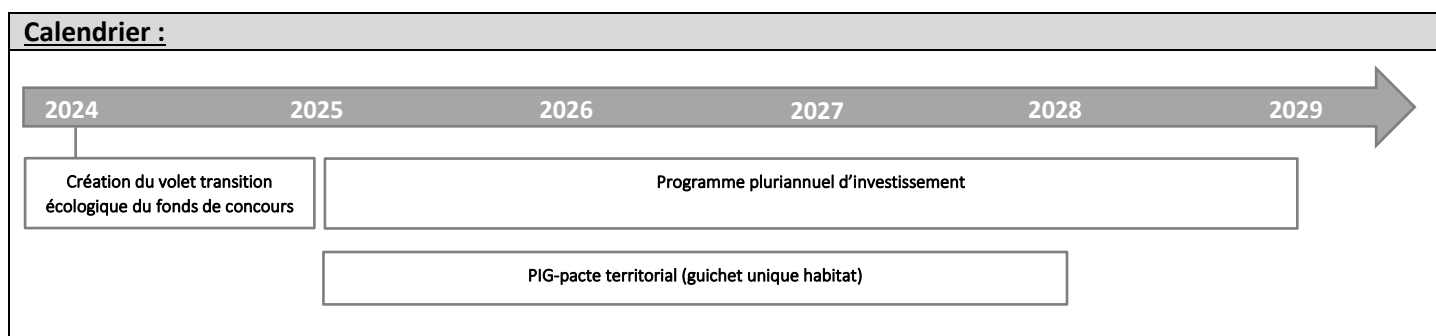 Calendrier :
2024 2025 2026 2027 2028 2029
Création du volet transition
écologique du fonds de concours
Programme pluriannuel d'investissement
PIG-pacte territorial (guichet unique habitat)